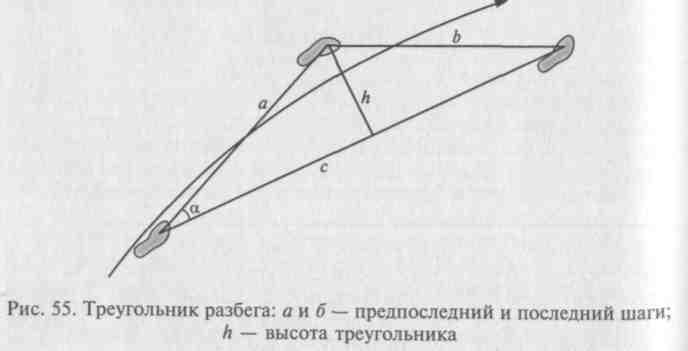 b
a
h
c
α
Рис. 55. Треугольник разбега: а и б — предпоследний и последний шаги;
h — высота треугольника